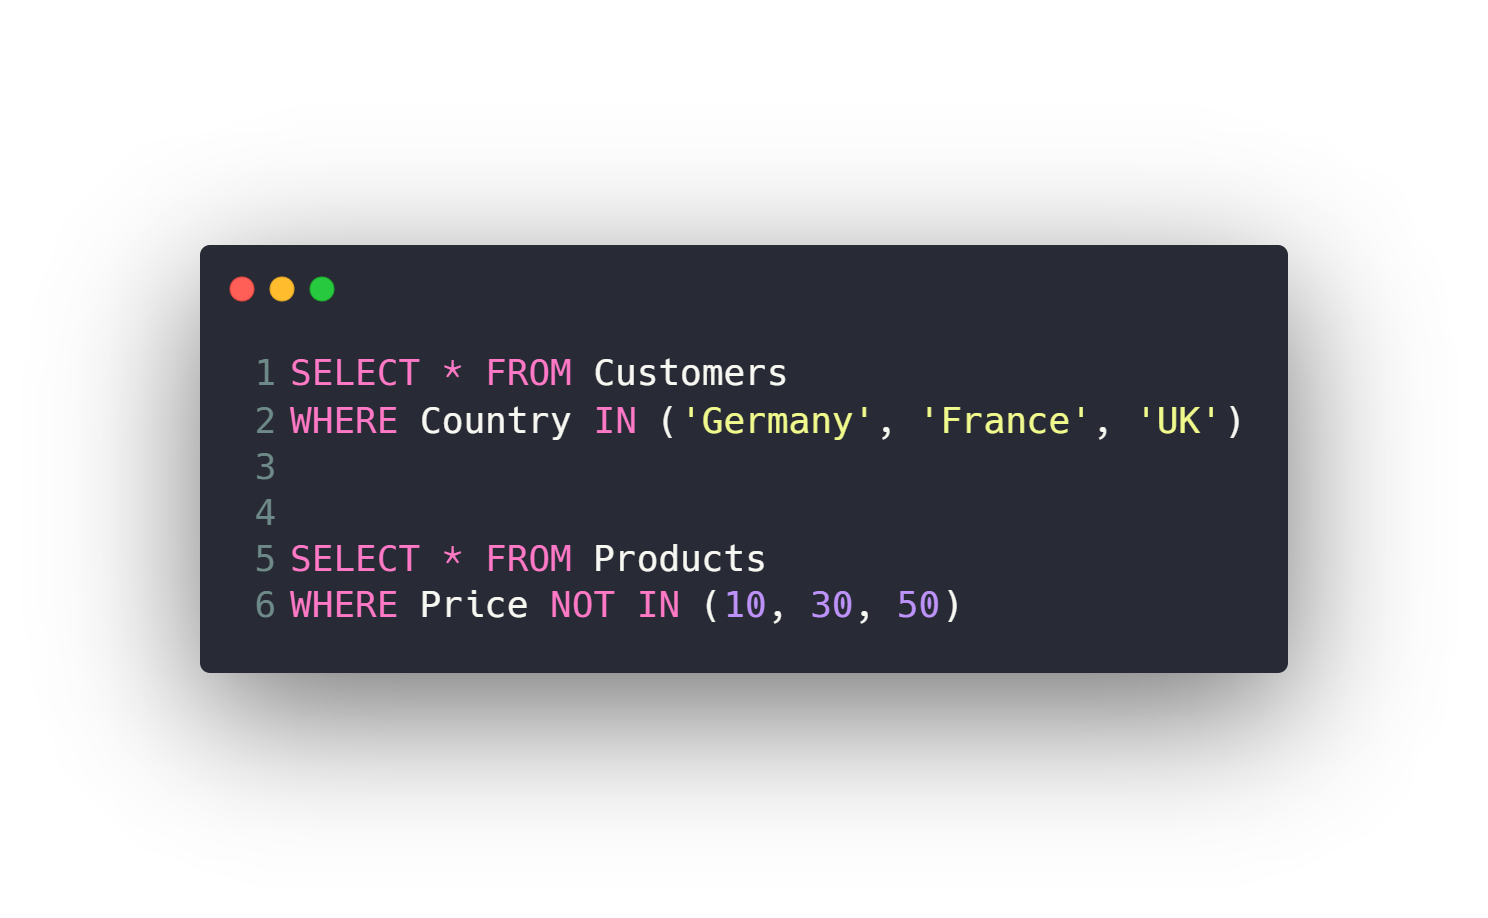 1 SELECT * FROM Customers
2 WHERE Country IN ('Germany', 'France', 'UK')
3
4
5 SELECT * FROM Products
6 WHERE Price NOT IN (10, 30, 50)